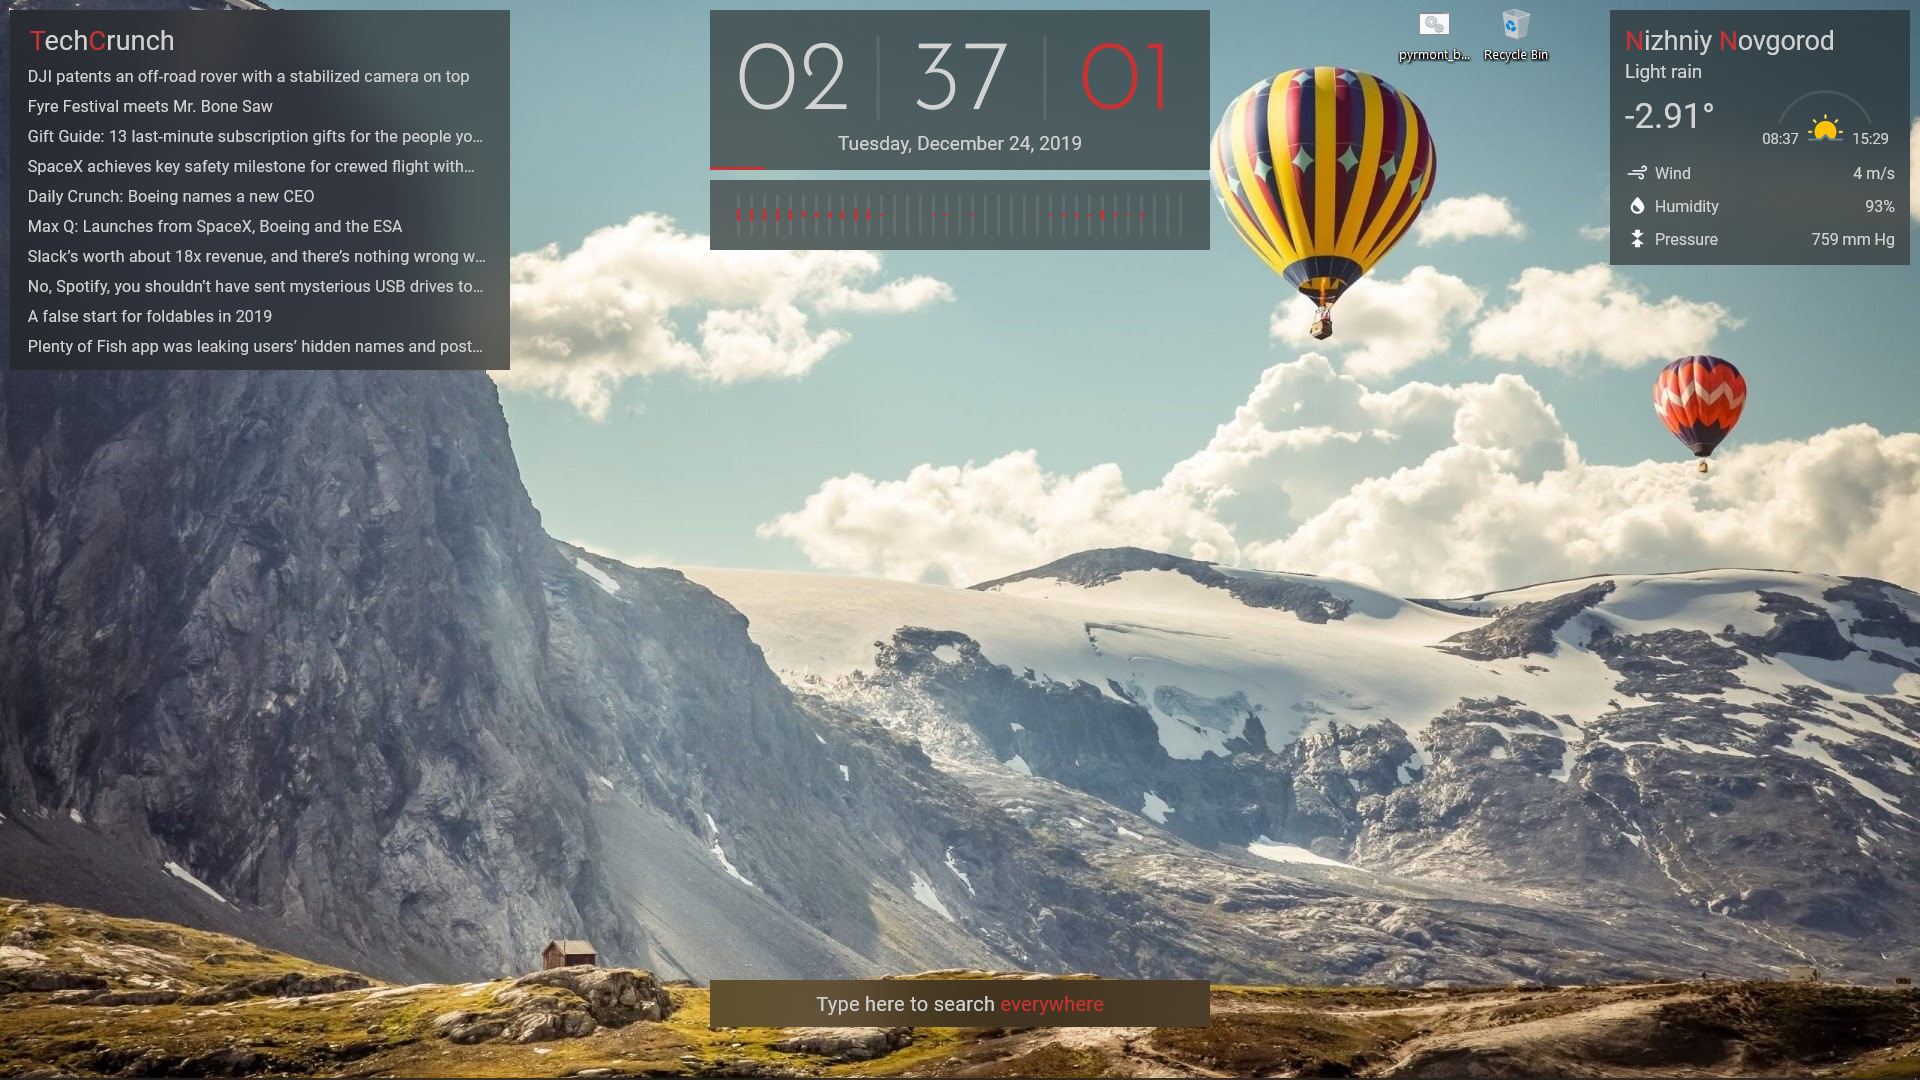 TechCrunch
DJI patents an off-road rover with a stabilized camera on top
Fyre Festival meets Mr. Bone Saw
Gift Guide: 13 last-minute subscription gifts for the people yo...
SpaceX achieves key safety milestone for crewed flight with...
Daily Crunch: Boeing names a new CEO
Max Q: Launches from SpaceX, Boeing and the ESA
Slack’s worth about 18x revenue, and there’s nothing wrong w...
No, Spotify, you shouldn’t have sent mysterious USB drives to...
A false start for foldables in 2019
Plenty of Fish app was leaking users’ hidden names and post...
02 37 01
Tuesday, December 24, 2019
pyrmont_b...
Recycle Bin
Nizhniy Novgorod
Light rain
-2.91°
08:37 15:29
Wind 4 m/s
Humidity 93%
Pressure 759 mm Hg
Type here to search everywhere